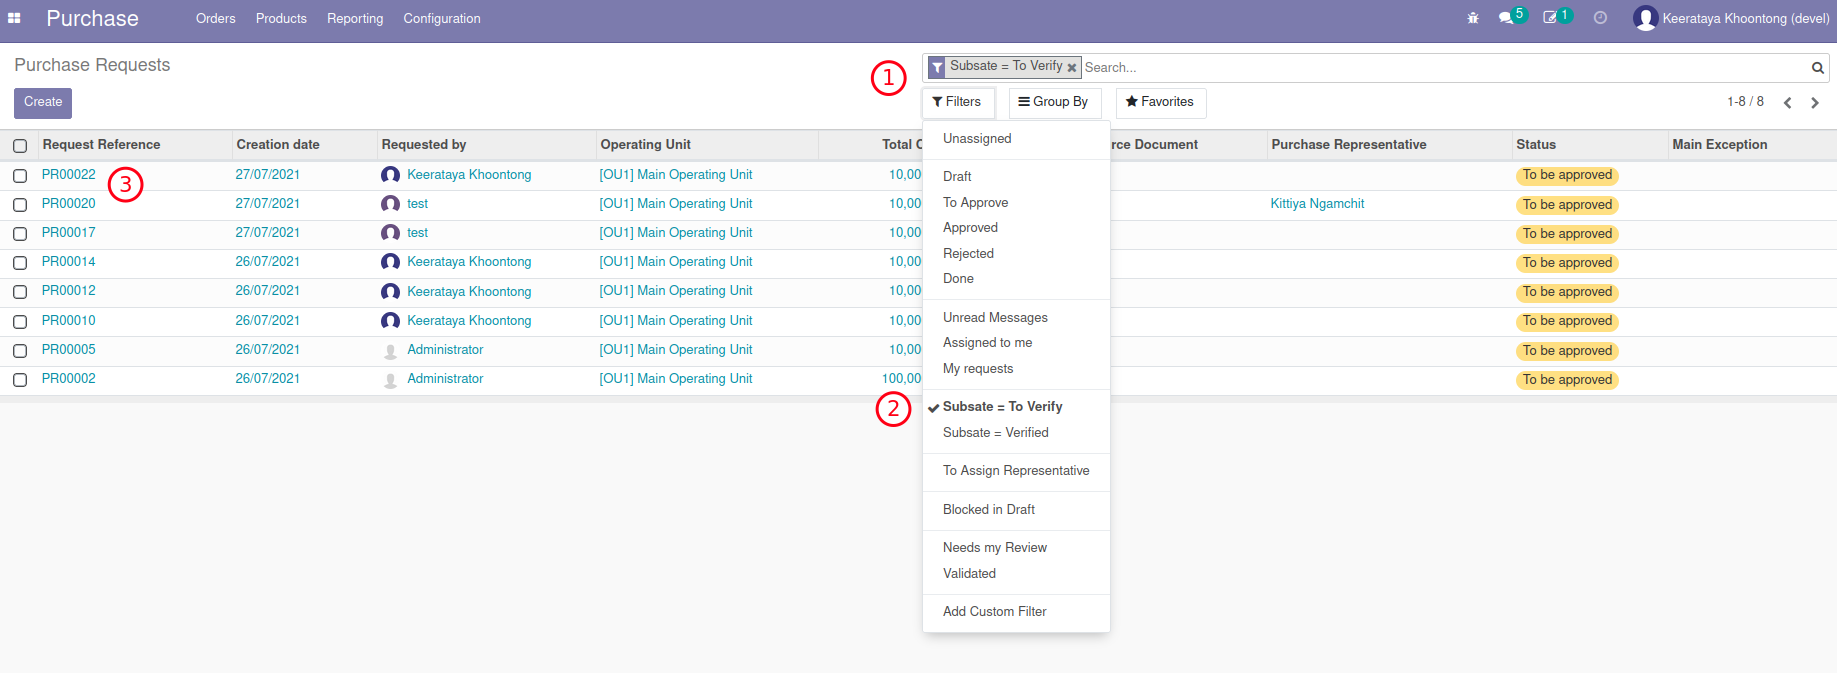 Purchase Orders Products Reporting Configuration 5 1 Keerataya Khoontong (devel)
Purchase Requests
1 Subsate = To Verify Search...
Create Filters Group By Favorites 1-8 / 8
Request Reference Creation date Requested by Operating Unit Total C rce Document Purchase Representative Status Main Exception
PR00022 27/07/2021 Keerataya Khoontong [OU1] Main Operating Unit 10,00 To be approved
3
PR00020 27/07/2021 test [OU1] Main Operating Unit 10,00 Kittiya Ngamchit To be approved
PR00017 27/07/2021 test [OU1] Main Operating Unit 10,00 To be approved
PR00014 26/07/2021 Keerataya Khoontong [OU1] Main Operating Unit 10,00 To be approved
PR00012 26/07/2021 Keerataya Khoontong [OU1] Main Operating Unit 10,00 To be approved
PR00010 26/07/2021 Keerataya Khoontong [OU1] Main Operating Unit 10,00 To be approved
PR00005 26/07/2021 Administrator [OU1] Main Operating Unit 10,00 To be approved
PR00002 26/07/2021 Administrator [OU1] Main Operating Unit 100,00 To be approved
Unassigned
Draft
To Approve
Approved
Rejected
Done
Unread Messages
Assigned to me
My requests
2 Subsate = To Verify
Subsate = Verified
To Assign Representative
Blocked in Draft
Needs my Review
Validated
Add Custom Filter